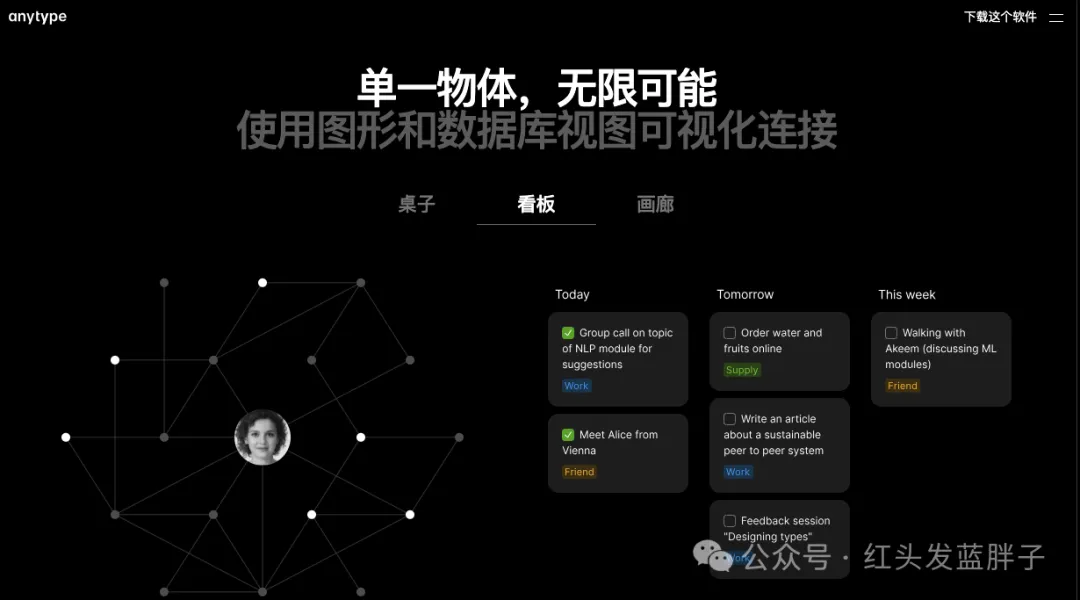 anytype
下载这个软件
单一物体，无限可能
使用图形和数据库视图可视化连接
桌子
看板
画廊
Today
Group call on topic
of NLP module for
suggestions
Work
Meet Alice from
Vienna
Friend
Tomorrow
Order water and
fruits online
Supply
Write an article
about a sustainable
peer to peer system
Work
Feedback session
"Designing types"
Work
This week
Walking with
Akeem (discussing ML
modules)
Friend
公众号 · 红头发蓝胖子